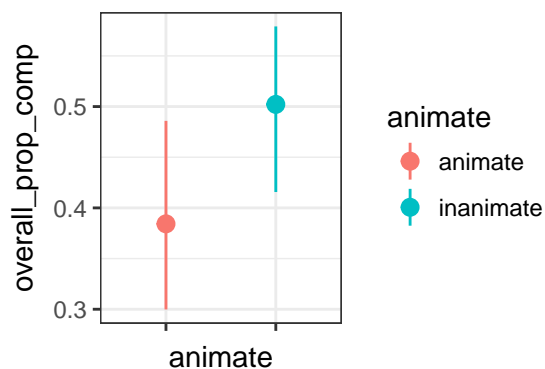 overall_prop_comp
0.5
0.4
0.3
animate
animate
animate
inanimate